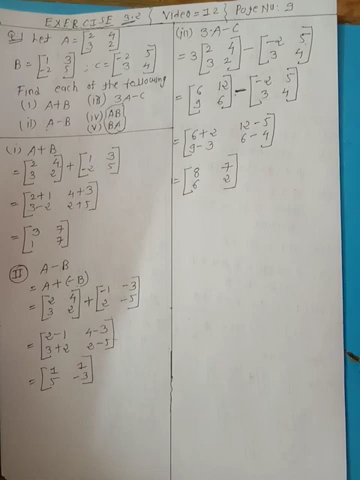 EXERCISE 3.2 { Video = 12 { Page No: 9
Q.1 Let A = [2 4
3 2]
B = [1 3
-2 5] ; C = [-2 5
3 4]
Find each of the following
(i) A+B (iii) 3A-C
(ii) A-B (iv) AB
(v) BA
(i) A+B
= [2 4
3 2] + [1 3
-2 5]
= [2+1 4+3
3-2 2+5]
= [3 7
1 7]
II A-B
= A+(-B)
= [2 4
3 2] + [-1 -3
2 -5]
= [2-1 4-3
3+2 2-5]
= [1 1
5 -3]
(iii) 3A-C
= 3 [2 4
3 2] - [-2 5
3 4]
= [6 12
9 6] - [-2 5
3 4]
= [6+2 12-5
9-3 6-4]
= [8 7
6 2]